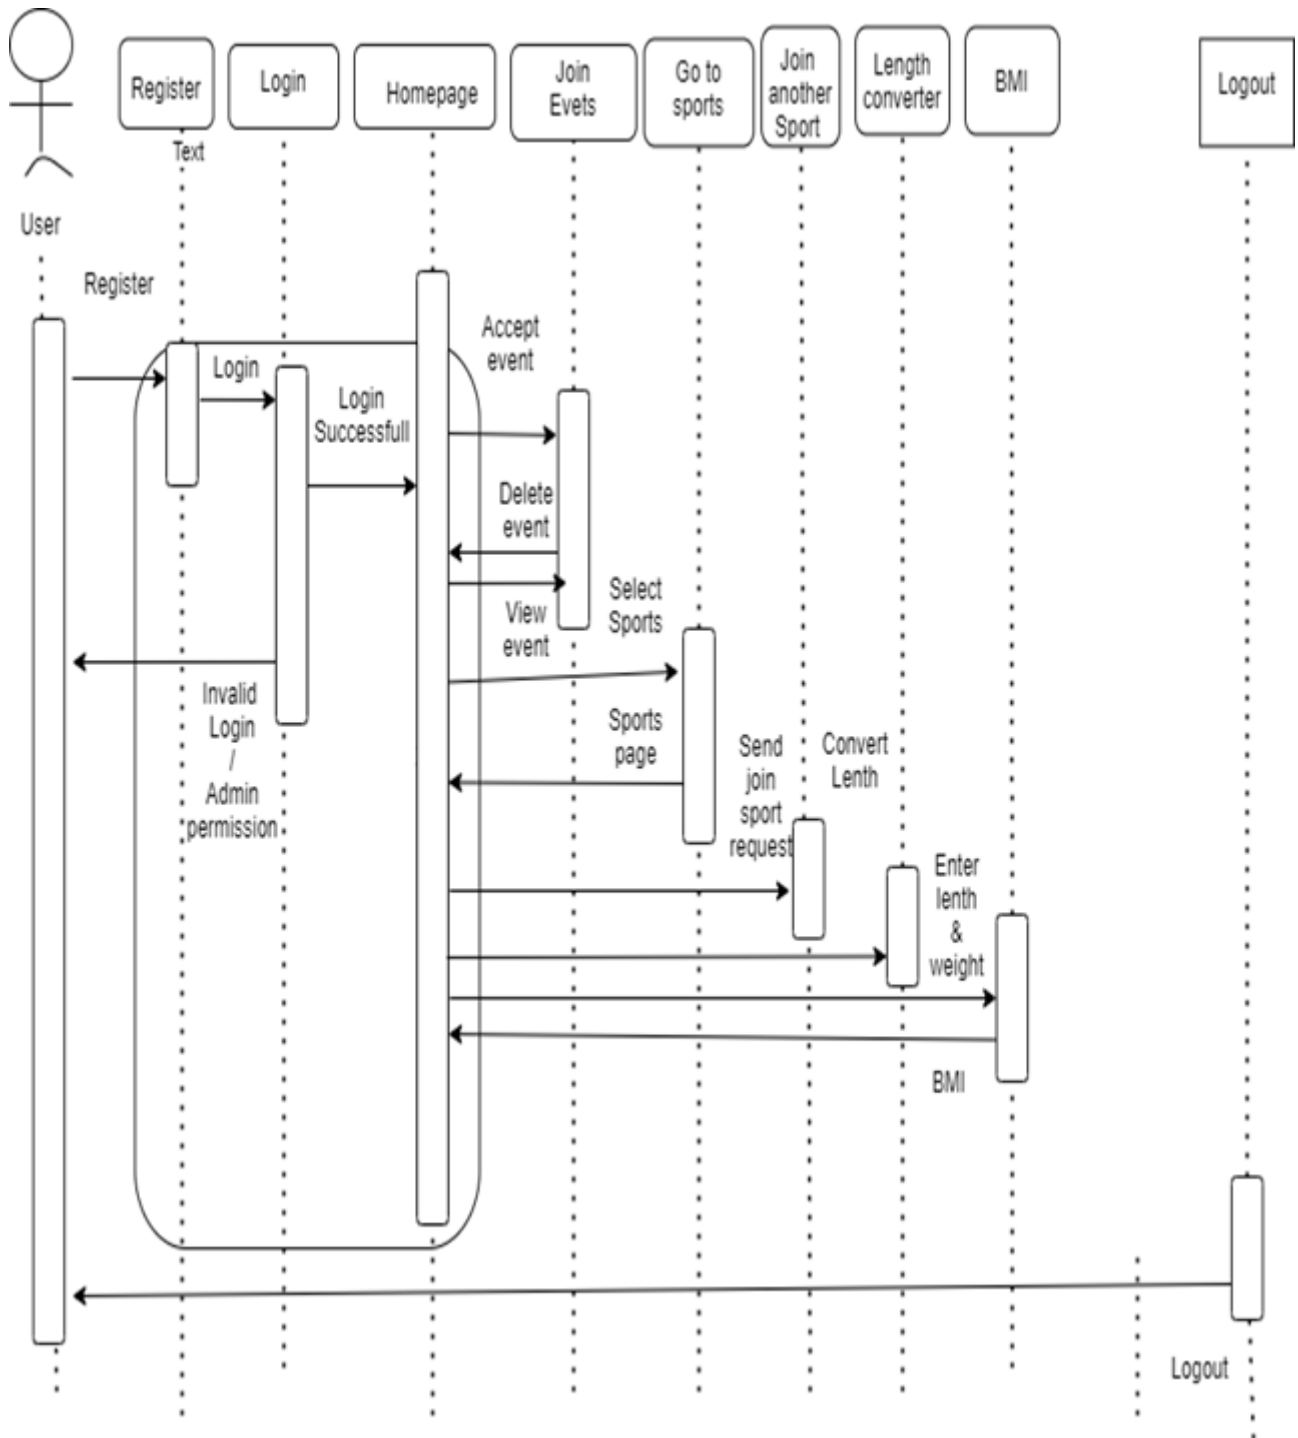 Register
Login
Homepage
Join
Evets
Go to
sports
Join
another
Sport
Length
converter
BMI
Logout
Text
User
Register
Accept
event
Login
Login
Successfull
Delete
event
Select
Sports
View
event
Invalid
Login
/
Admin
permission
Sports
page
Send
join
sport
request
Convert
Lenth
Enter
lenth
&
weight
BMI
Logout